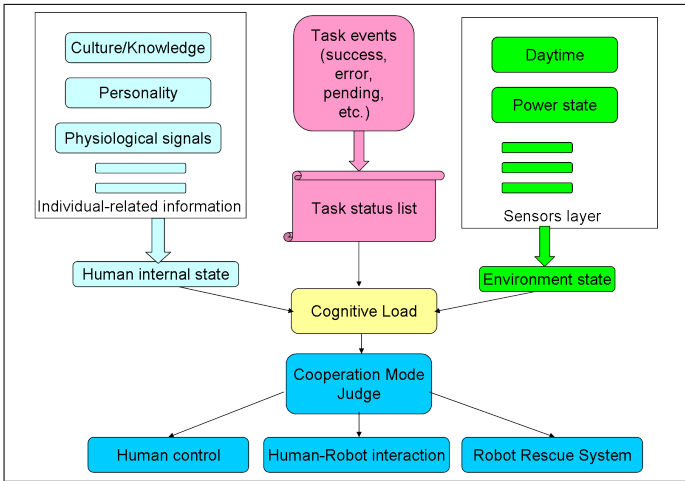 Culture/Knowledge
Personality
Physiological signals
Individual-related information
Human internal state
Task events
(success,
error,
pending,
etc.)
Task status list
Daytime
Power state
Sensors layer
Environment state
Cognitive Load
Cooperation Mode
Judge
Human control
Human-Robot interaction
Robot Rescue System